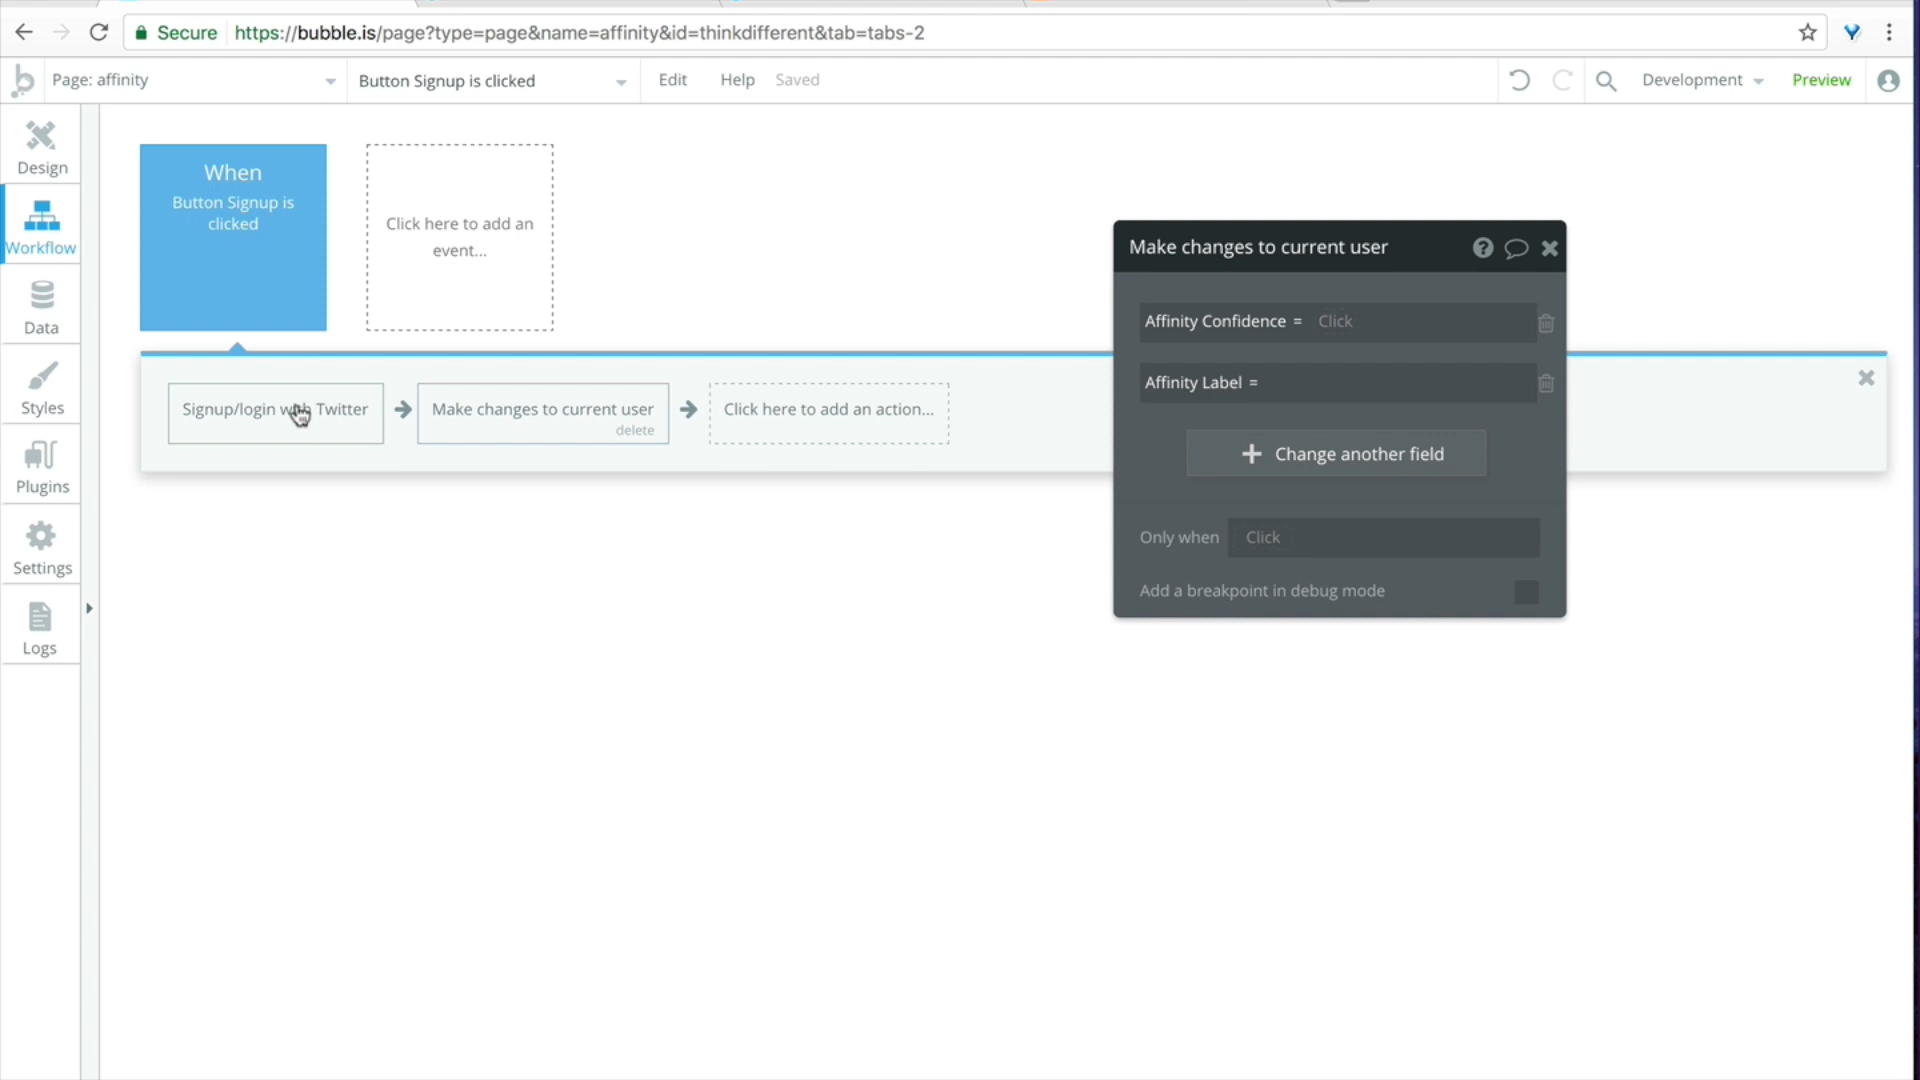 Secure https://bubble.is/page?type=page&name=affinity&id=thinkdifferent&tab=tabs-2
Page: affinity Button Signup is clicked Edit Help Saved Development Preview
Design
Workflow
Data
Styles
Plugins
Settings
Logs
When
Button Signup is
clicked
Click here to add an
event...
Signup/login with Twitter
Make changes to current user
delete
Click here to add an action...
Make changes to current user
Affinity Confidence = Click
Affinity Label =
Change another field
Only when Click
Add a breakpoint in debug mode